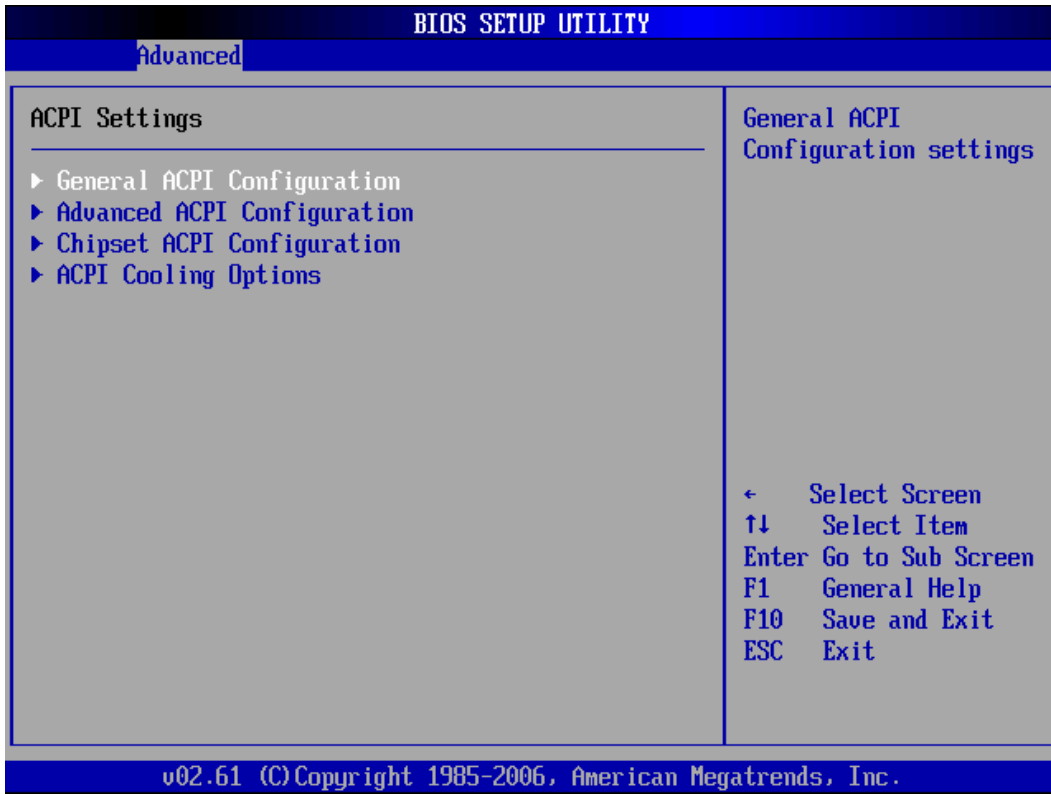 BIOS SETUP UTILITY
Advanced
ACPI Settings
▶ General ACPI Configuration
▶ Advanced ACPI Configuration
▶ Chipset ACPI Configuration
▶ ACPI Cooling Options
General ACPI
Configuration settings
← Select Screen
↑↓ Select Item
Enter Go to Sub Screen
F1 General Help
F10 Save and Exit
ESC Exit
v02.61 (C)Copyright 1985-2006, American Megatrends, Inc.